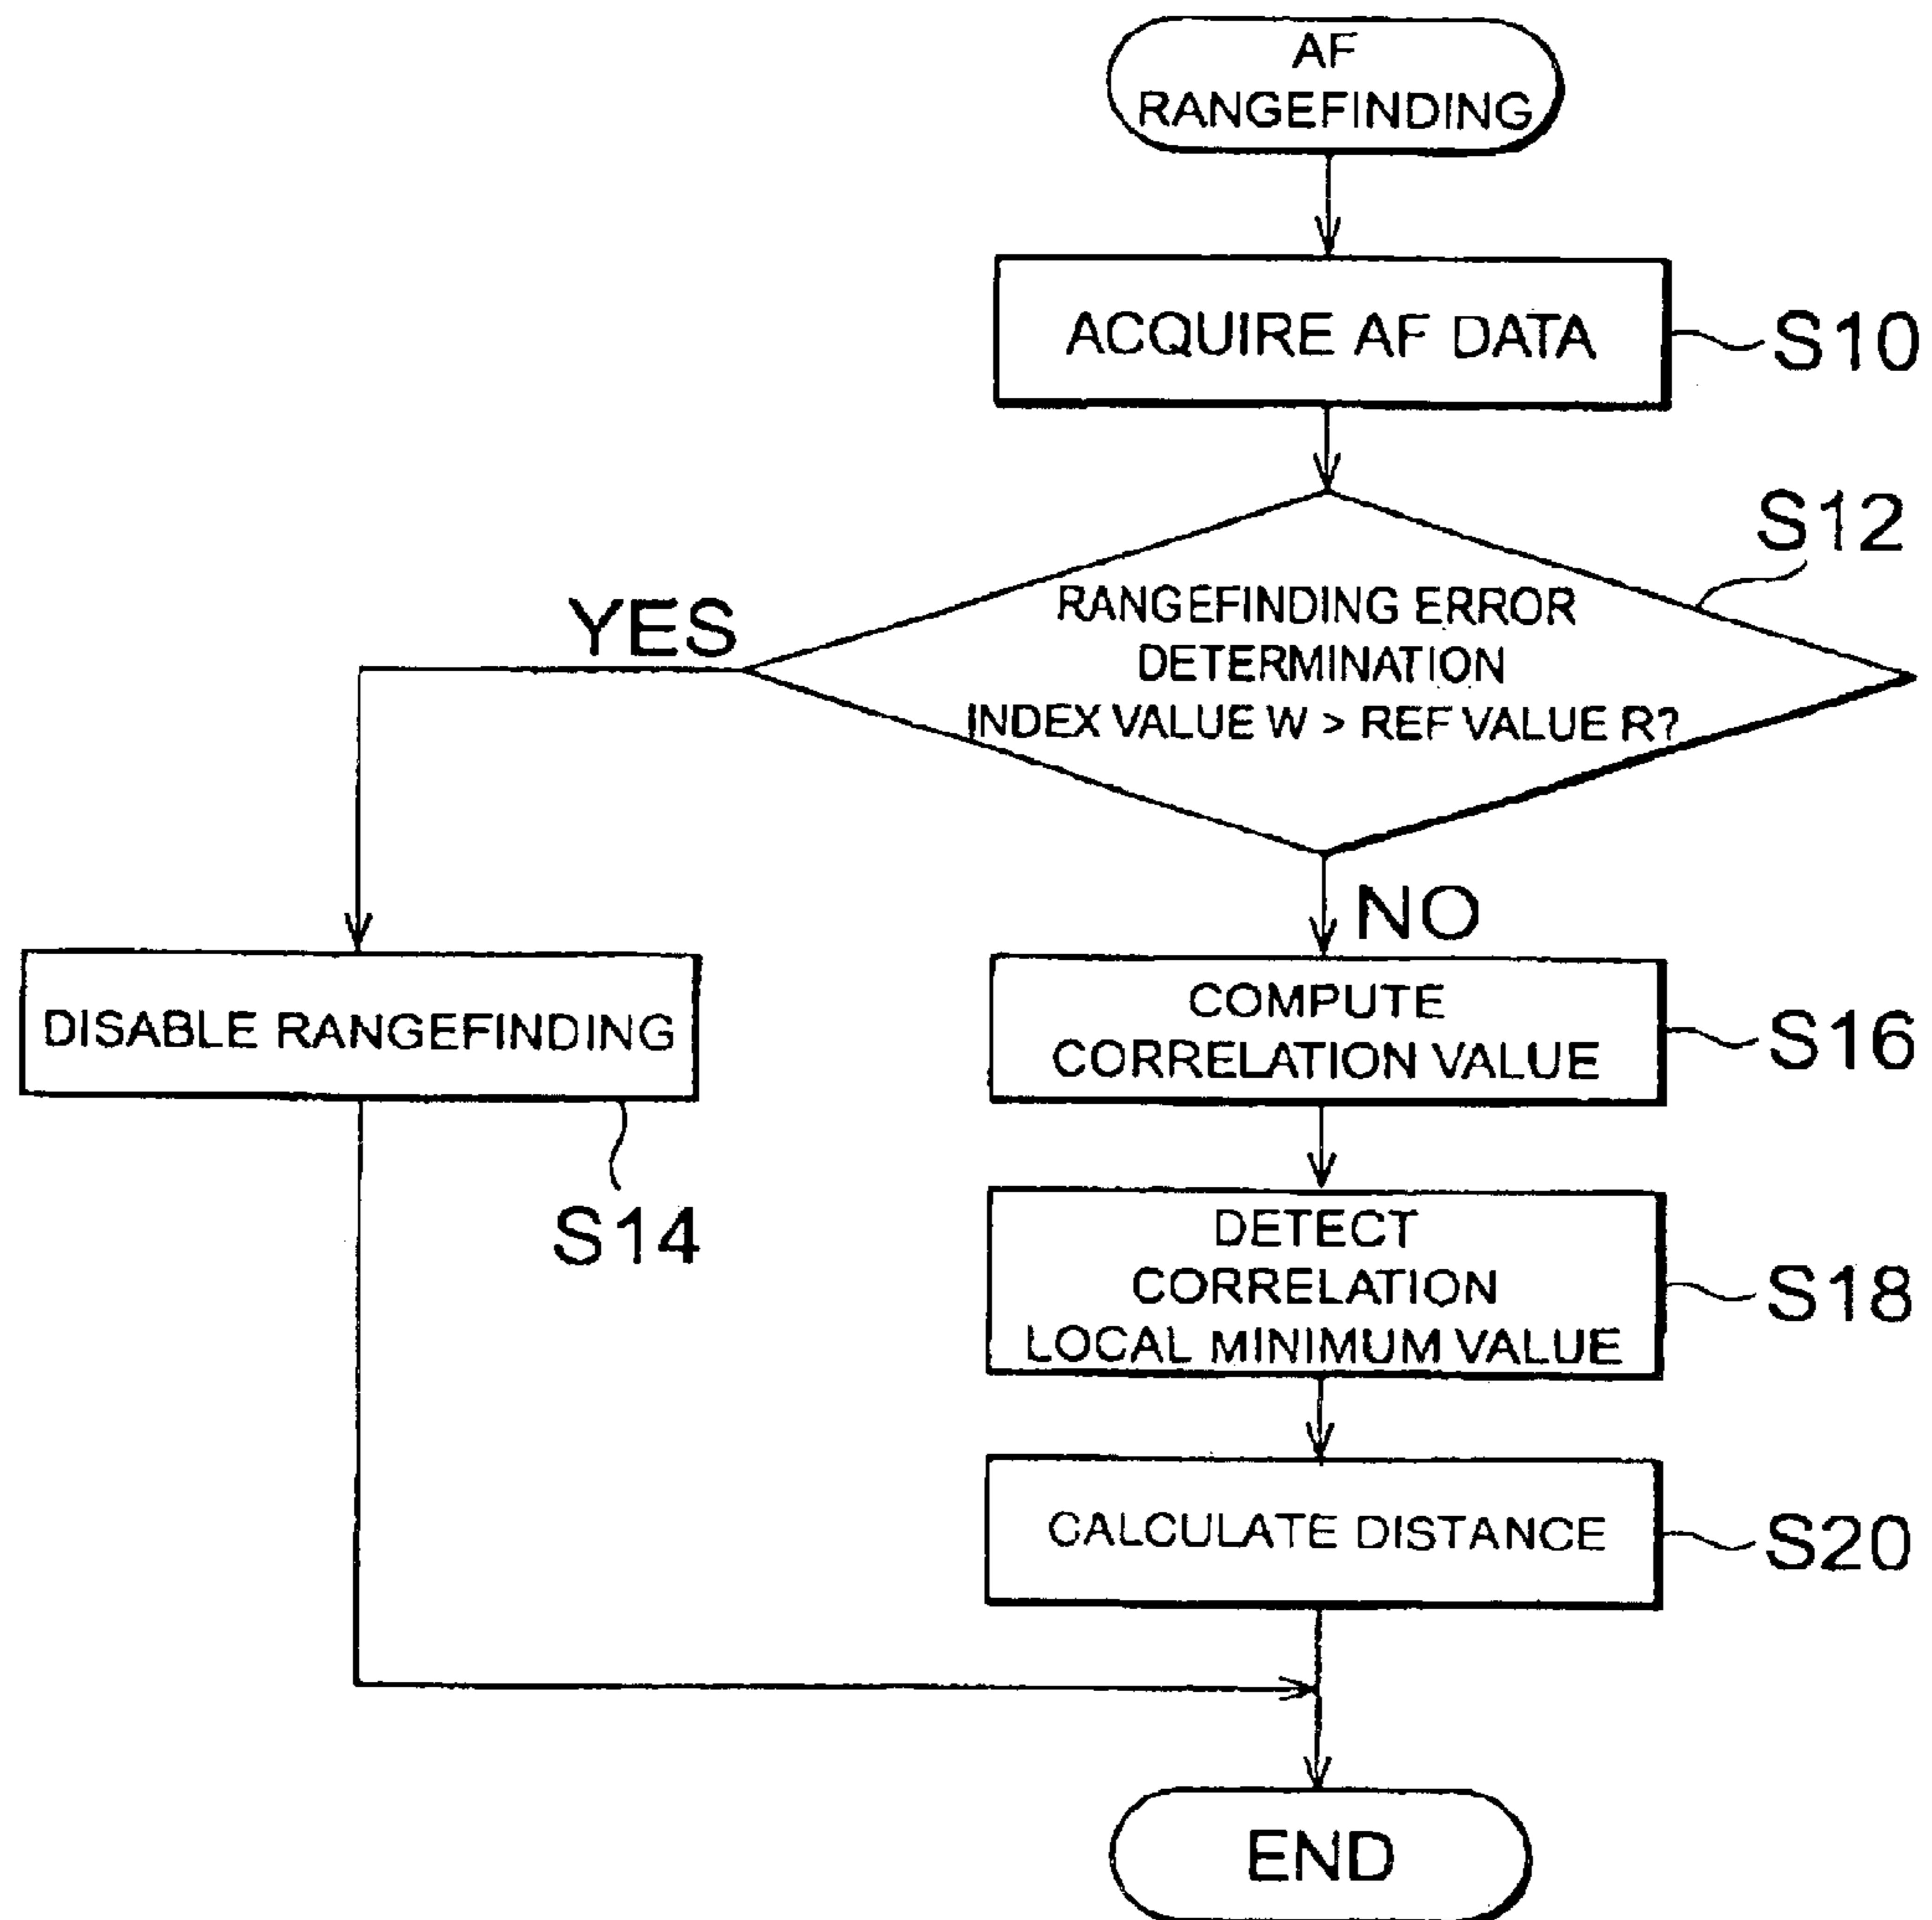 AF
RANGEFINDING
ACQUIRE AF DATA
S10
S12
RANGEFINDING ERROR
DETERMINATION
INDEX VALUE W > REF VALUE R?
YES
NO
DISABLE RANGEFINDING
S14
COMPUTE
CORRELATION VALUE
S16
DETECT
CORRELATION
LOCAL MINIMUM VALUE
S18
CALCULATE DISTANCE
S20
END